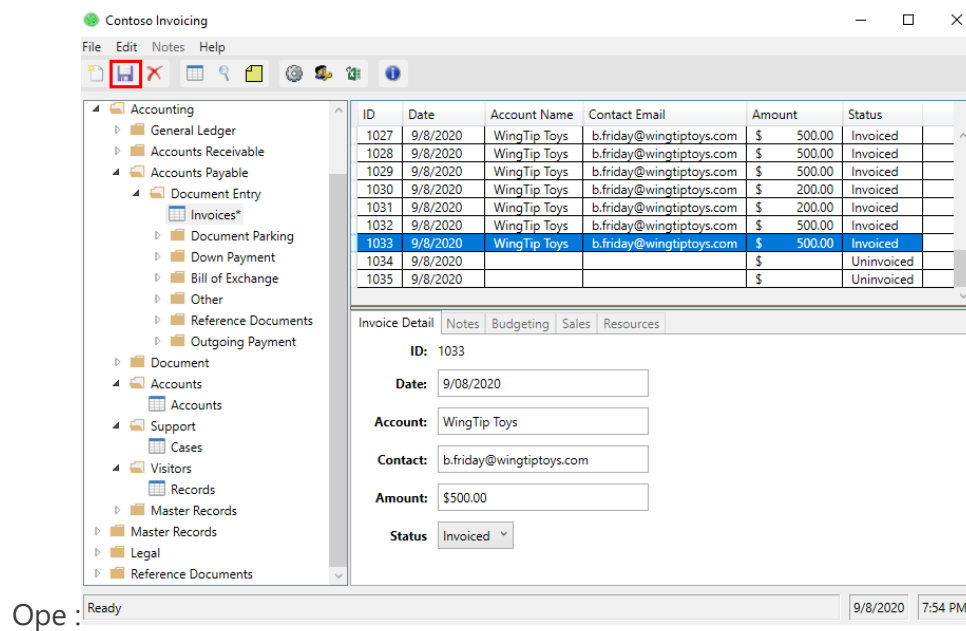 Contoso Invoicing
File Edit Notes Help
Accounting
General Ledger
Accounts Receivable
Accounts Payable
Document Entry
Invoices*
Document Parking
Down Payment
Bill of Exchange
Other
Reference Documents
Outgoing Payment
Document
Accounts
Accounts
Support
Cases
Visitors
Records
Master Records
Master Records
Legal
Reference Documents
ID Date Account Name Contact Email Amount Status
1027 9/8/2020 WingTip Toys b.friday@wingtiptoys.com $ 500.00 Invoiced
1028 9/8/2020 WingTip Toys b.friday@wingtiptoys.com $ 500.00 Invoiced
1029 9/8/2020 WingTip Toys b.friday@wingtiptoys.com $ 500.00 Invoiced
1030 9/8/2020 WingTip Toys b.friday@wingtiptoys.com $ 200.00 Invoiced
1031 9/8/2020 WingTip Toys b.friday@wingtiptoys.com $ 200.00 Invoiced
1032 9/8/2020 WingTip Toys b.friday@wingtiptoys.com $ 500.00 Invoiced
1033 9/8/2020 WingTip Toys b.friday@wingtiptoys.com $ 500.00 Invoiced
1034 9/8/2020 $ Uninvoiced
1035 9/8/2020 $ Uninvoiced
Invoice Detail Notes Budgeting Sales Resources
ID: 1033
Date: 9/08/2020
Account: WingTip Toys
Contact: b.friday@wingtiptoys.com
Amount: $500.00
Status Invoiced
Ope : Ready 9/8/2020 7:54 PM